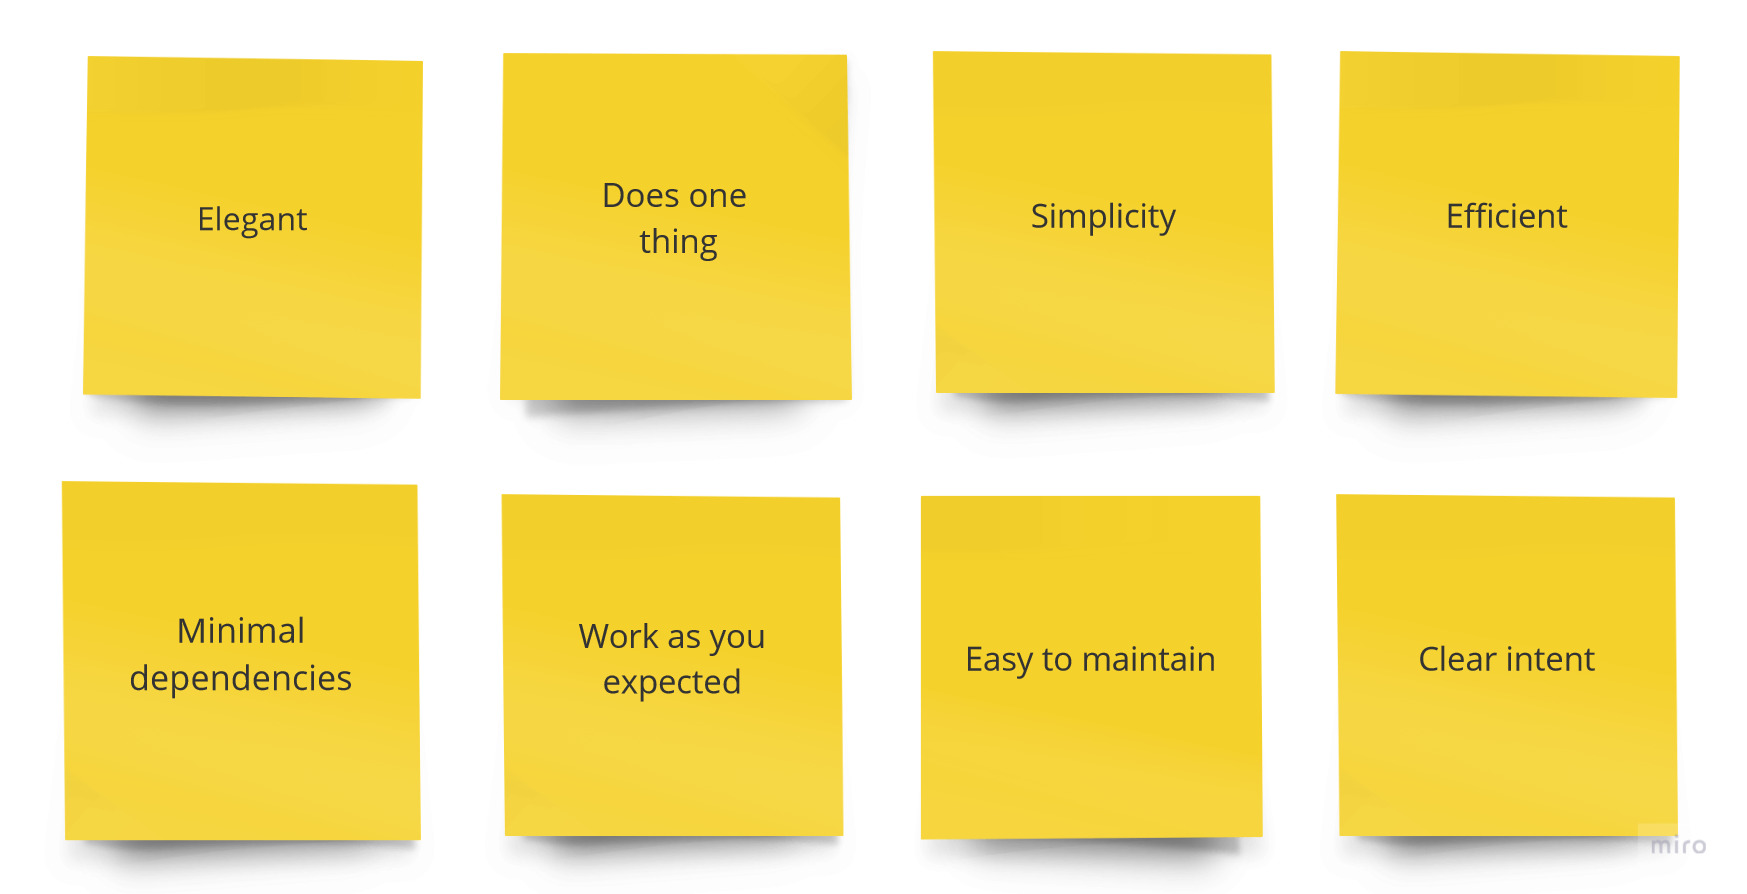 Elegant
Does one
thing
Simplicity
Efficient
Minimal
dependencies
Work as you
expected
Easy to maintain
Clear intent
miro